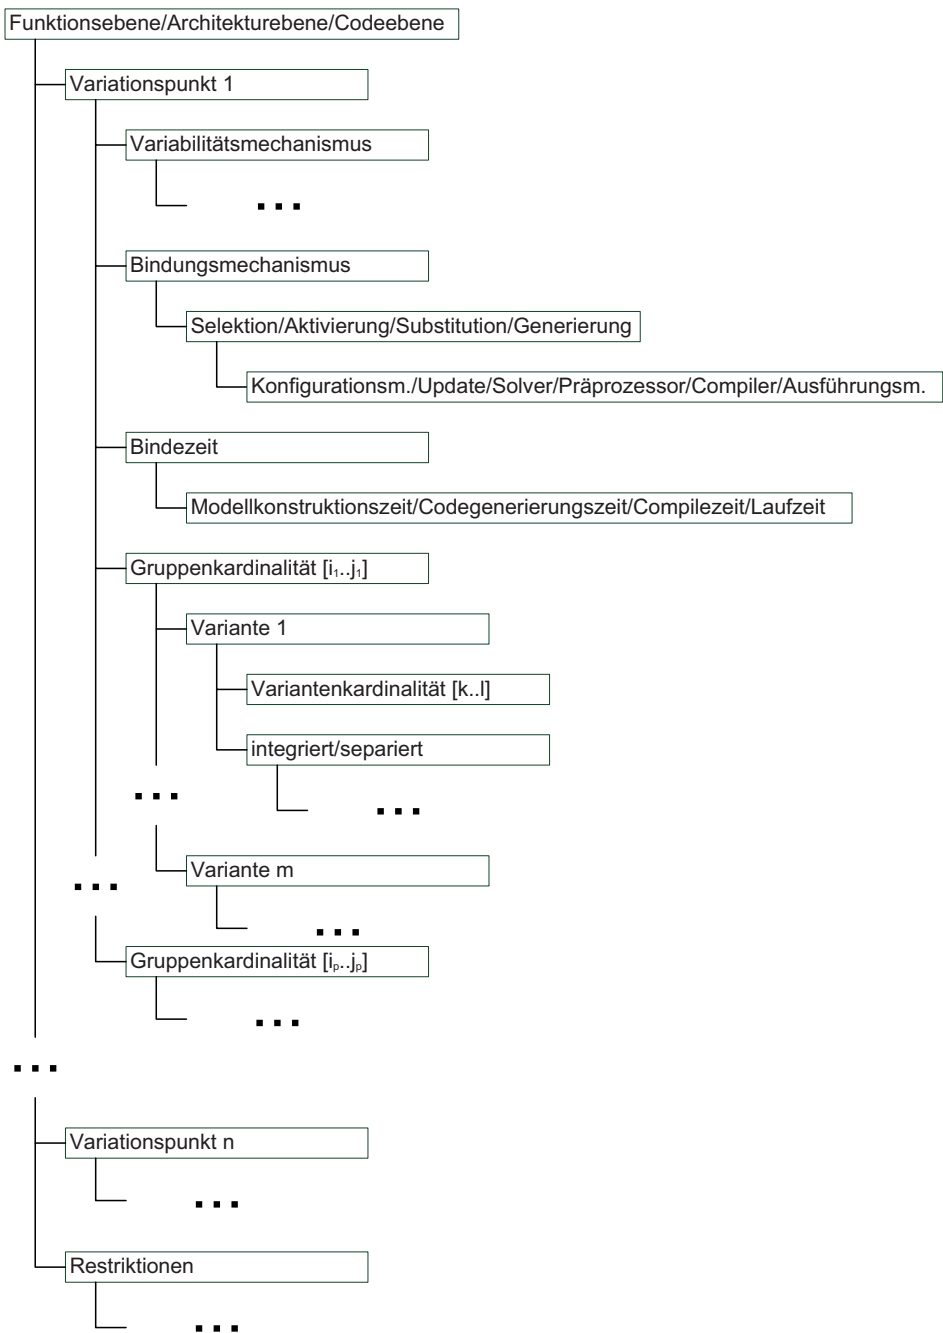 Funktionsebene/Architekturebene/Codeebene
Variationspunkt 1
Variabilitätsmechanismus
...
Bindungsmechanismus
Selektion/Aktivierung/Substitution/Generierung
Konfigurationsm./Update/Solver/Präprozessor/Compiler/Ausführungsm.
Bindezeit
Modellkonstruktionszeit/Codegenerierungszeit/Compilezeit/Laufzeit
Gruppenkardinalität [i₁..j₁]
Variante 1
Variantenkardinalität [k..l]
integriert/separiert
...
...
Variante m
...
...
Gruppenkardinalität [iₚ..jₚ]
...
...
Variationspunkt n
...
Restriktionen
...